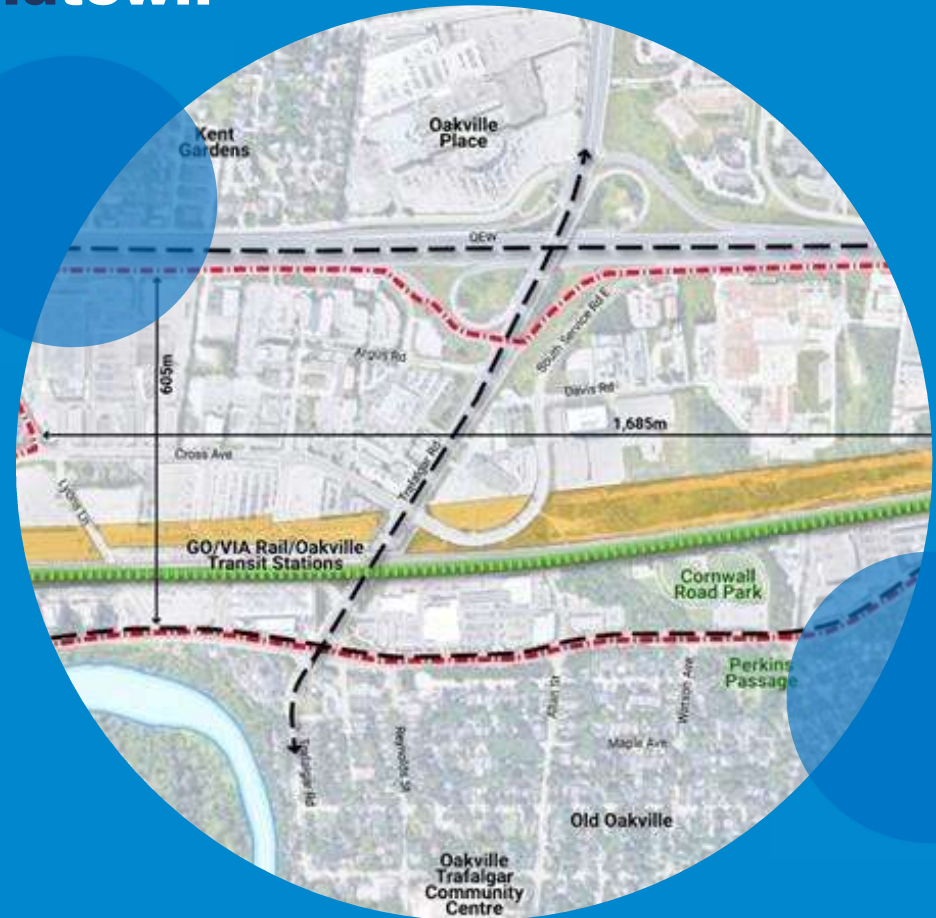 Kent
Gardens
Oakville
Place
QEW
605m
Argus Rd
South Service Rd E
Davis Rd
1,685m
Cross Ave
Trafalgar Rd
Lyons Ln
GO/VIA Rail/Oakville
Transit Stations
Cornwall
Road Park
Perkins
Passage
Allan St
Watson Ave
Maple Ave
Reynolds St
Trafalgar Rd
Old Oakville
Oakville
Trafalgar
Community
Centre